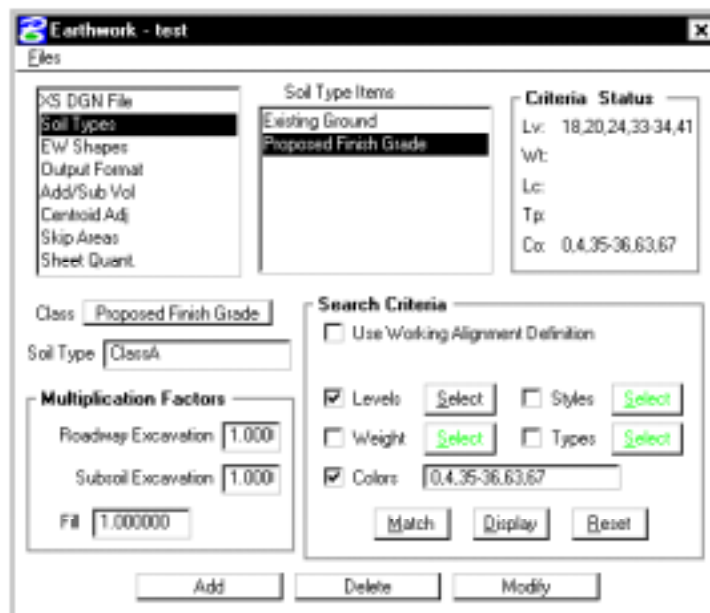 Earthwork - test
Files
XS DGN File
Soil Types
EW Shapes
Output Format
Add/Sub Vol
Centroid Adj
Skip Areas
Sheet Quant.
Soil Type Items
Existing Ground
Proposed Finish Grade
Criteria Status
Lv: 18,20,24,33-34,41
Wt:
Lc:
Tp:
Co: 0,4,35-36,63,67
Class Proposed Finish Grade
Soil Type ClassA
Multiplication Factors
Roadway Excavation 1.000
Subsoil Excavation 1.000
Fill 1.000000
Search Criteria
Use Working Alignment Definition
Levels Select Styles Select
Weight Select Types Select
Colors 0,4,35-36,63,67
Match Display Reset
Add Delete Modify